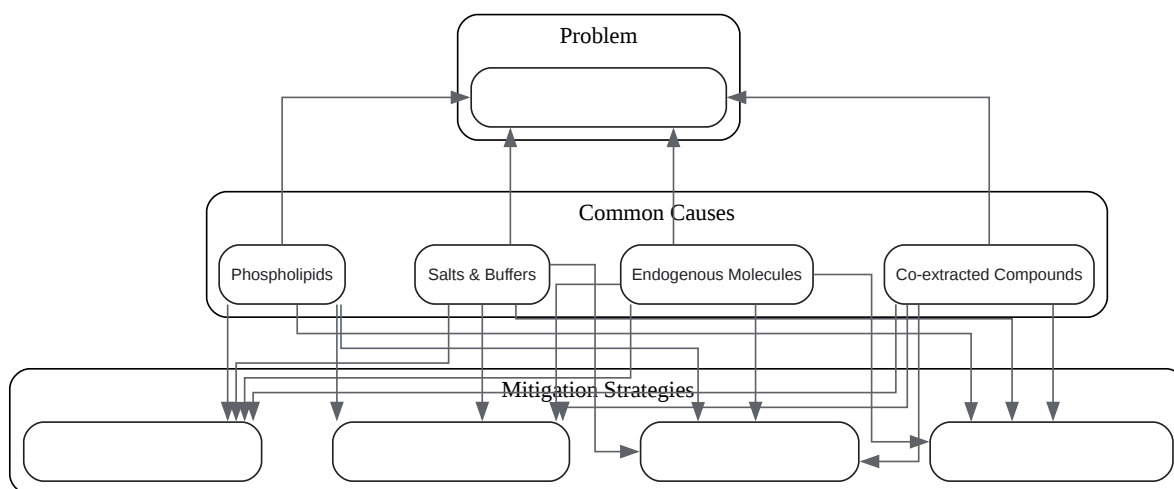 Problem
Common Causes
Phospholipids
Salts & Buffers
Endogenous Molecules
Co-extracted Compounds
Mitigation Strategies